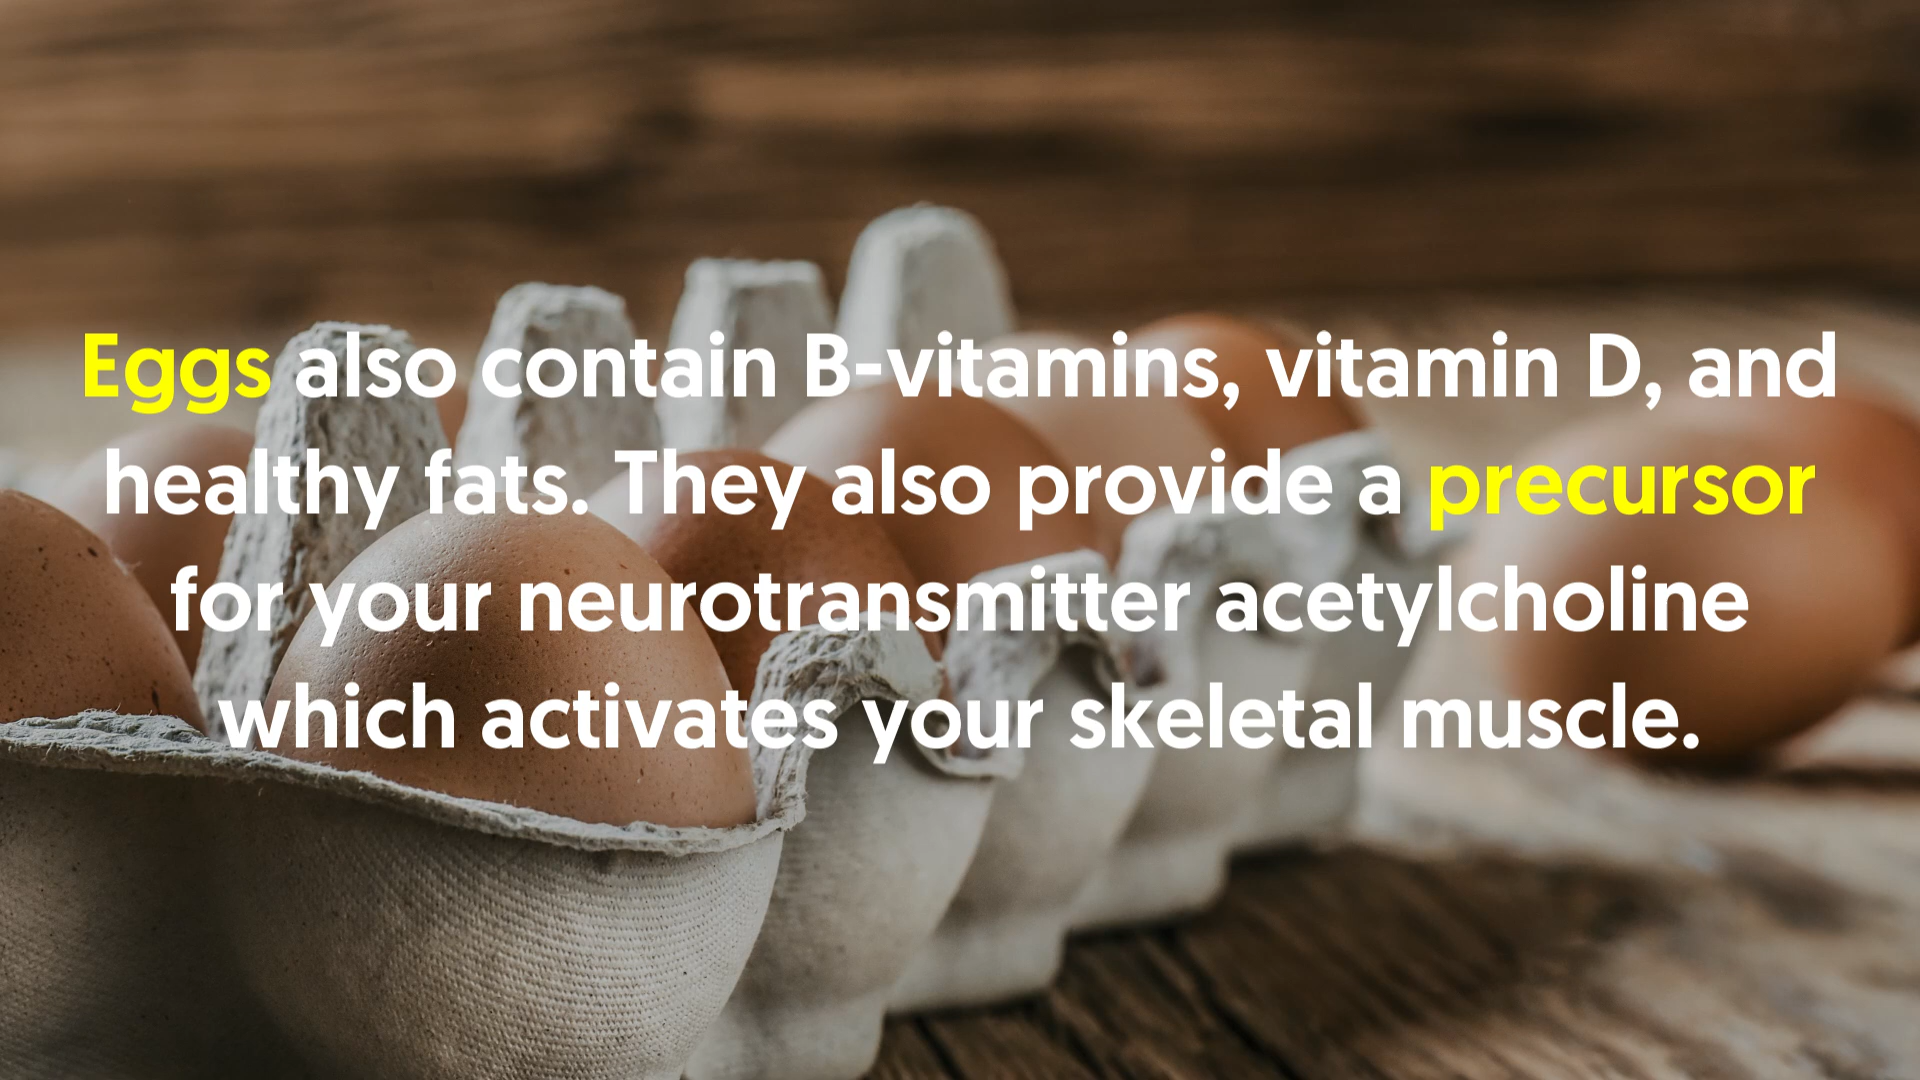 Eggs also contain B-vitamins, vitamin D, and
healthy fats. They also provide a precursor
for your neurotransmitter acetylcholine
which activates your skeletal muscle.